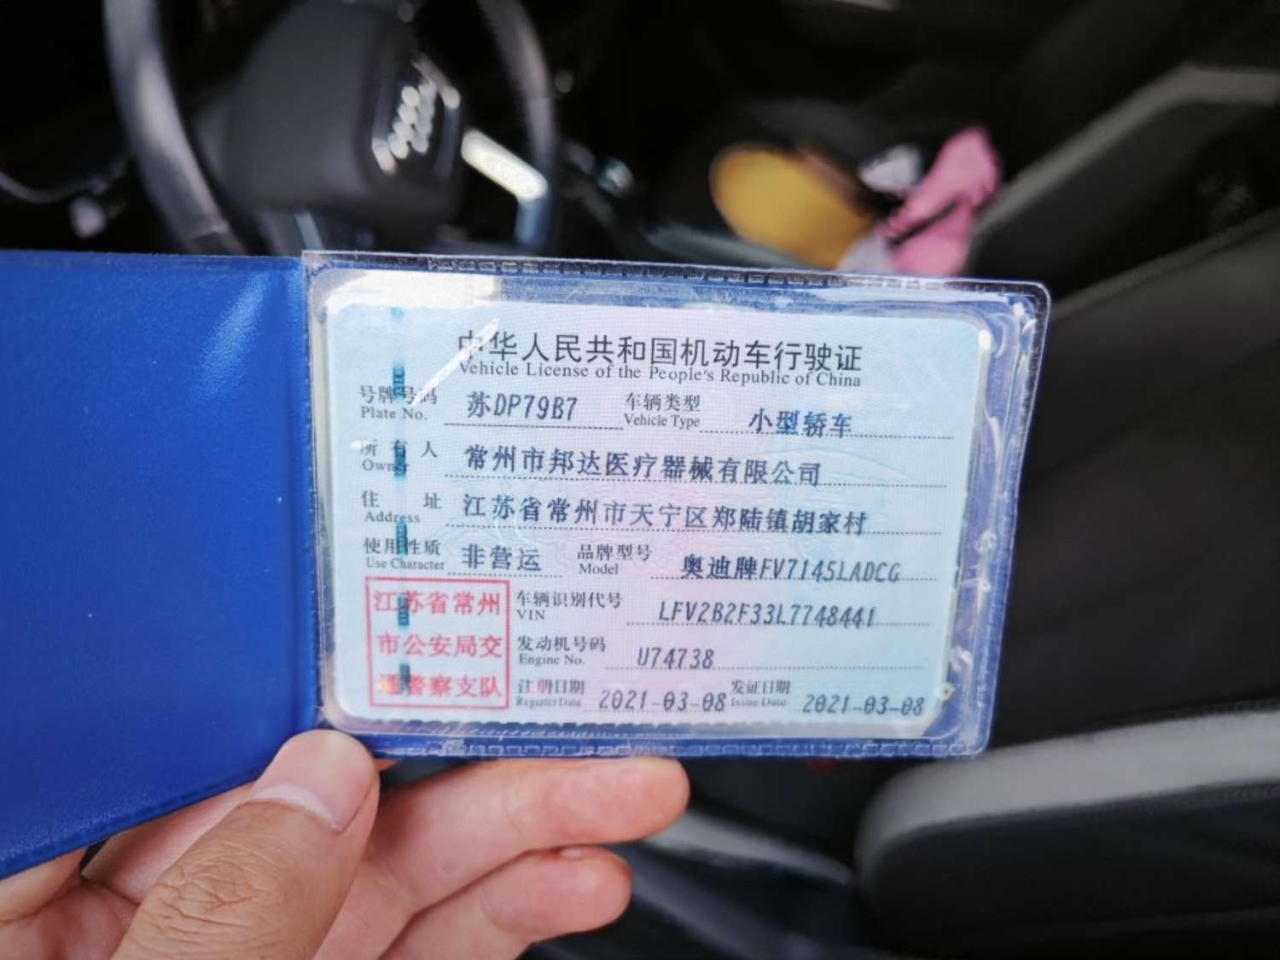 中华人民共和国机动车行驶证
Vehicle License of the People's Republic of China
号牌号码 苏DP79B7 车辆类型 小型轿车
Plate No. Vehicle Type
所有人 常州市邦达医疗器械有限公司
Owner
住址 江苏省常州市天宁区郑陆镇胡家村
Address
使用性质 非营运 品牌型号 奥迪牌FV7145LADCG
Use Character Model
江苏省常州
市公安局交
通警察支队
车辆识别代号 LFV2B2F33L7748441
VIN
发动机号码 U74738
Engine No.
注册日期 2021-03-08 发证日期 2021-03-08
Register Date Issue Date